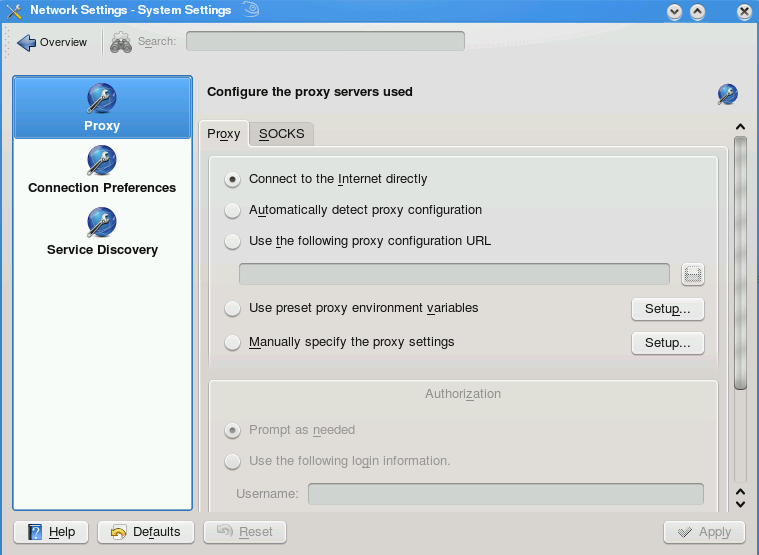 Network Settings - System Settings
Overview Search:
Configure the proxy servers used
Proxy
Connection Preferences
Service Discovery
Proxy SOCKS
Connect to the Internet directly
Automatically detect proxy configuration
Use the following proxy configuration URL
Use preset proxy environment variables Setup...
Manually specify the proxy settings Setup...
Authorization
Prompt as needed
Use the following login information.
Username:
Help Defaults Reset Apply